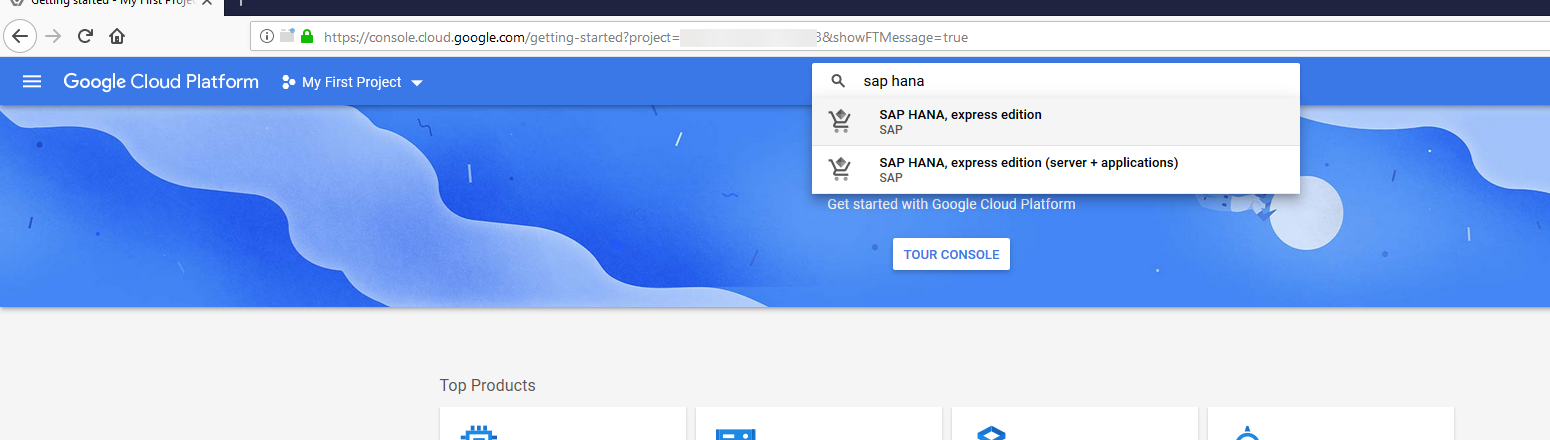 Getting started - My First Projec
https://console.cloud.google.com/getting-started?project=
3&showFTMessage=true
Google Cloud Platform
My First Project
sap hana
SAP HANA, express edition
SAP
SAP HANA, express edition (server + applications)
SAP
Get started with Google Cloud Platform
TOUR CONSOLE
Top Products